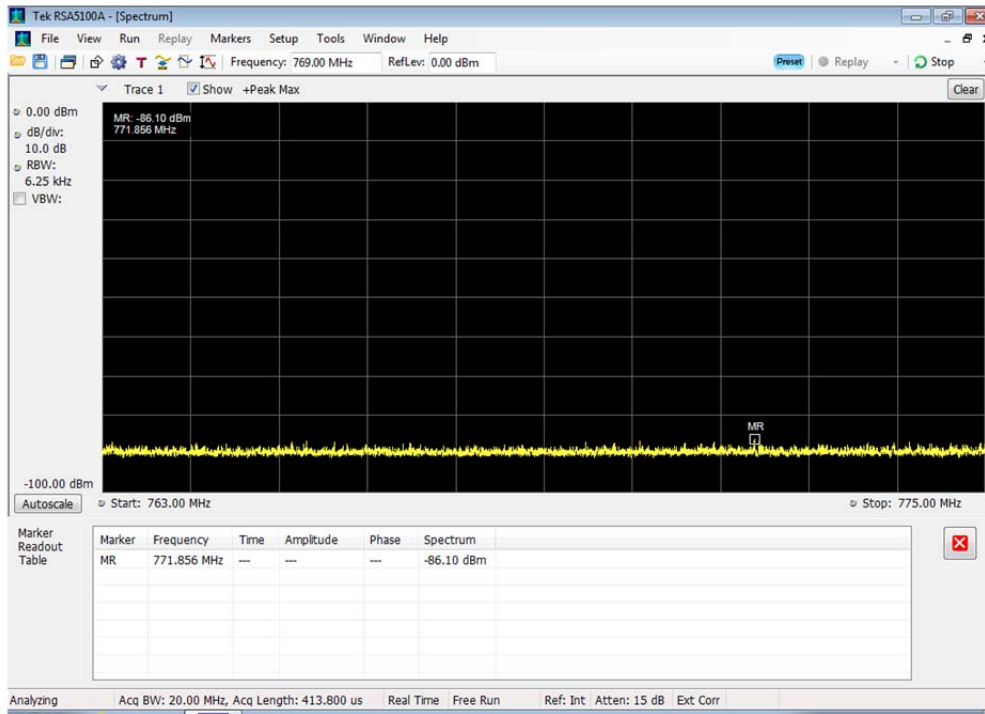 Tek RSA5100A - [Spectrum]
File View Run Replay Markers Setup Tools Window Help
T Frequency: 769.00 MHz RefLev: 0.00 dBm Preset Replay Stop
Trace 1 Show +Peak Max Clear
0.00 dBm
dB/div:
10.0 dB
RBW:
6.25 kHz
VBW:
MR: -86.10 dBm
771.856 MHz
MR
-100.00 dBm
Autoscale Start: 763.00 MHz Stop: 775.00 MHz
Marker
Readout
Table
Marker Frequency Time Amplitude Phase Spectrum
MR 771.856 MHz --- --- --- -86.10 dBm
Analyzing Acq BW: 20.00 MHz, Acq Length: 413.800 us Real Time Free Run Ref: Int Atten: 15 dB Ext Corr